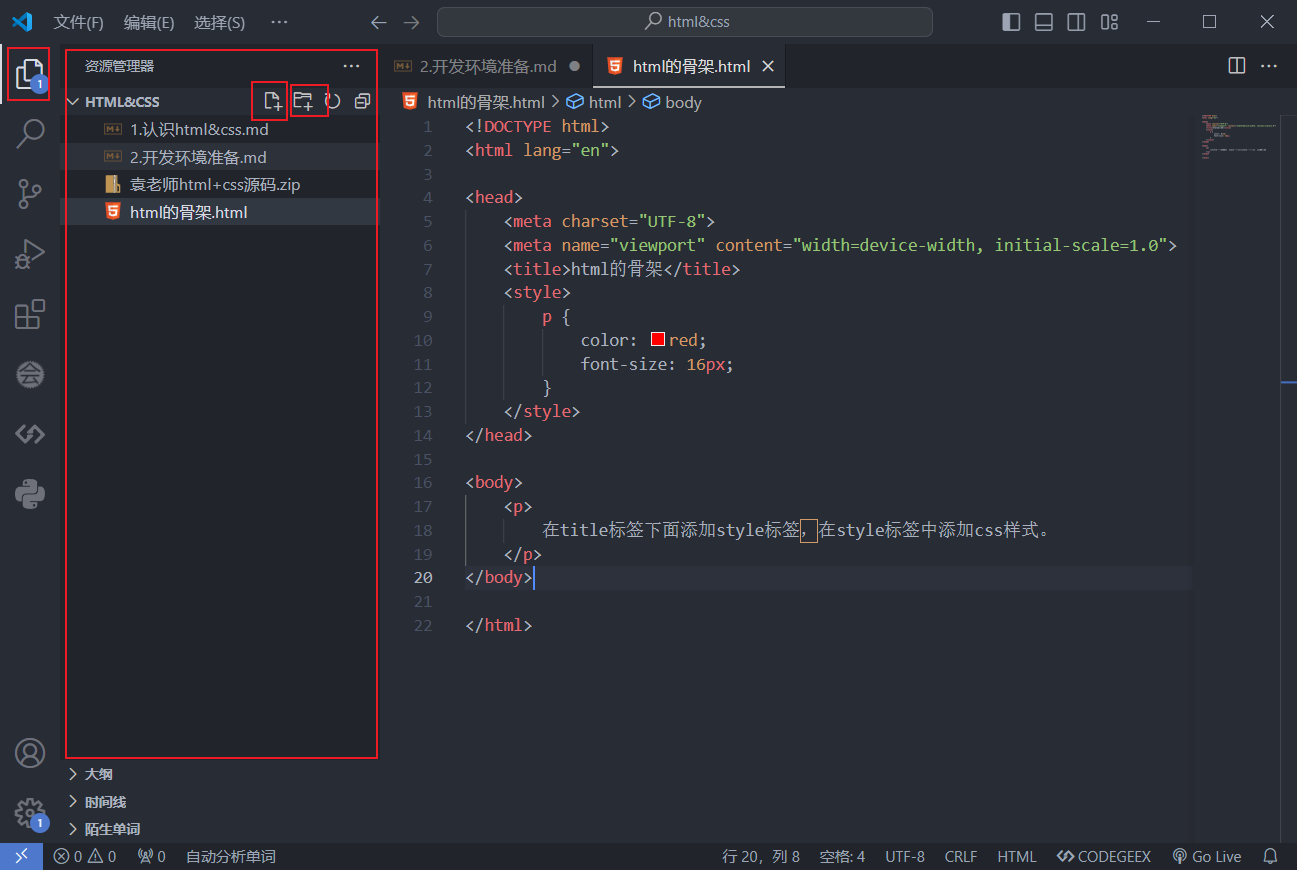 文件(F) 编辑(E) 选择(S) ··· html&css
资源管理器 ···
HTML&CSS
1.认识html&css.md
2.开发环境准备.md
袁老师html+css源码.zip
html的骨架.html
大纲
时间线
陌生单词
1
1
2.开发环境准备.md html的骨架.html
html的骨架.html > html > body
1 <!DOCTYPE html>
2 <html lang="en">
3
4 <head>
5 <meta charset="UTF-8">
6 <meta name="viewport" content="width=device-width, initial-scale=1.0">
7 <title>html的骨架</title>
8 <style>
9 p {
10 color: red;
11 font-size: 16px;
12 }
13 </style>
14 </head>
15
16 <body>
17 <p>
18 在title标签下面添加style标签，在style标签中添加css样式。
19 </p>
20 </body>
21
22 </html>
0 0 0 自动分析单词 行 20，列 8 空格: 4 UTF-8 CRLF HTML CODEGEEX Go Live